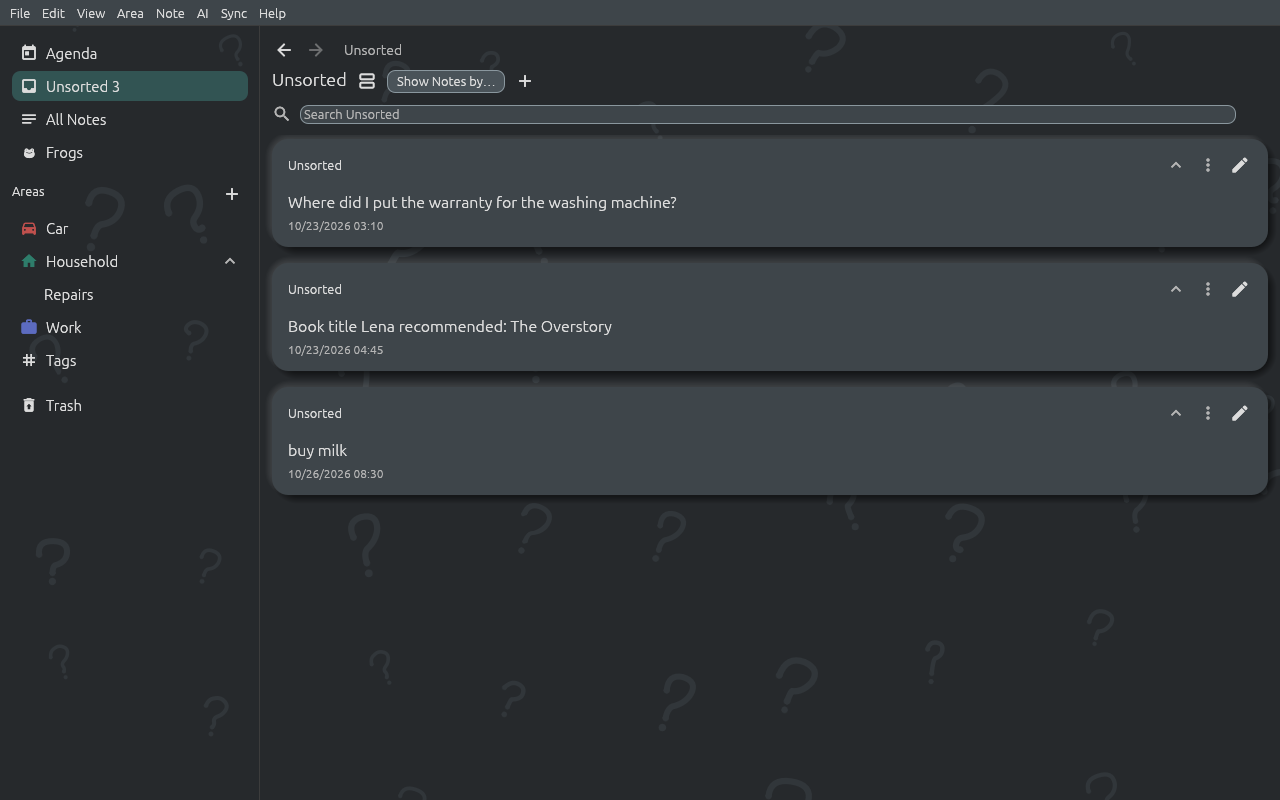 File Edit View Area Note AI Sync Help
Agenda
Unsorted 3
All Notes
Frogs
Areas
Car
Household
Repairs
Work
Tags
Trash
Unsorted
Unsorted Show Notes by...
Search Unsorted
Unsorted
Where did I put the warranty for the washing machine?
10/23/2026 03:10
Unsorted
Book title Lena recommended: The Overstory
10/23/2026 04:45
Unsorted
buy milk
10/26/2026 08:30